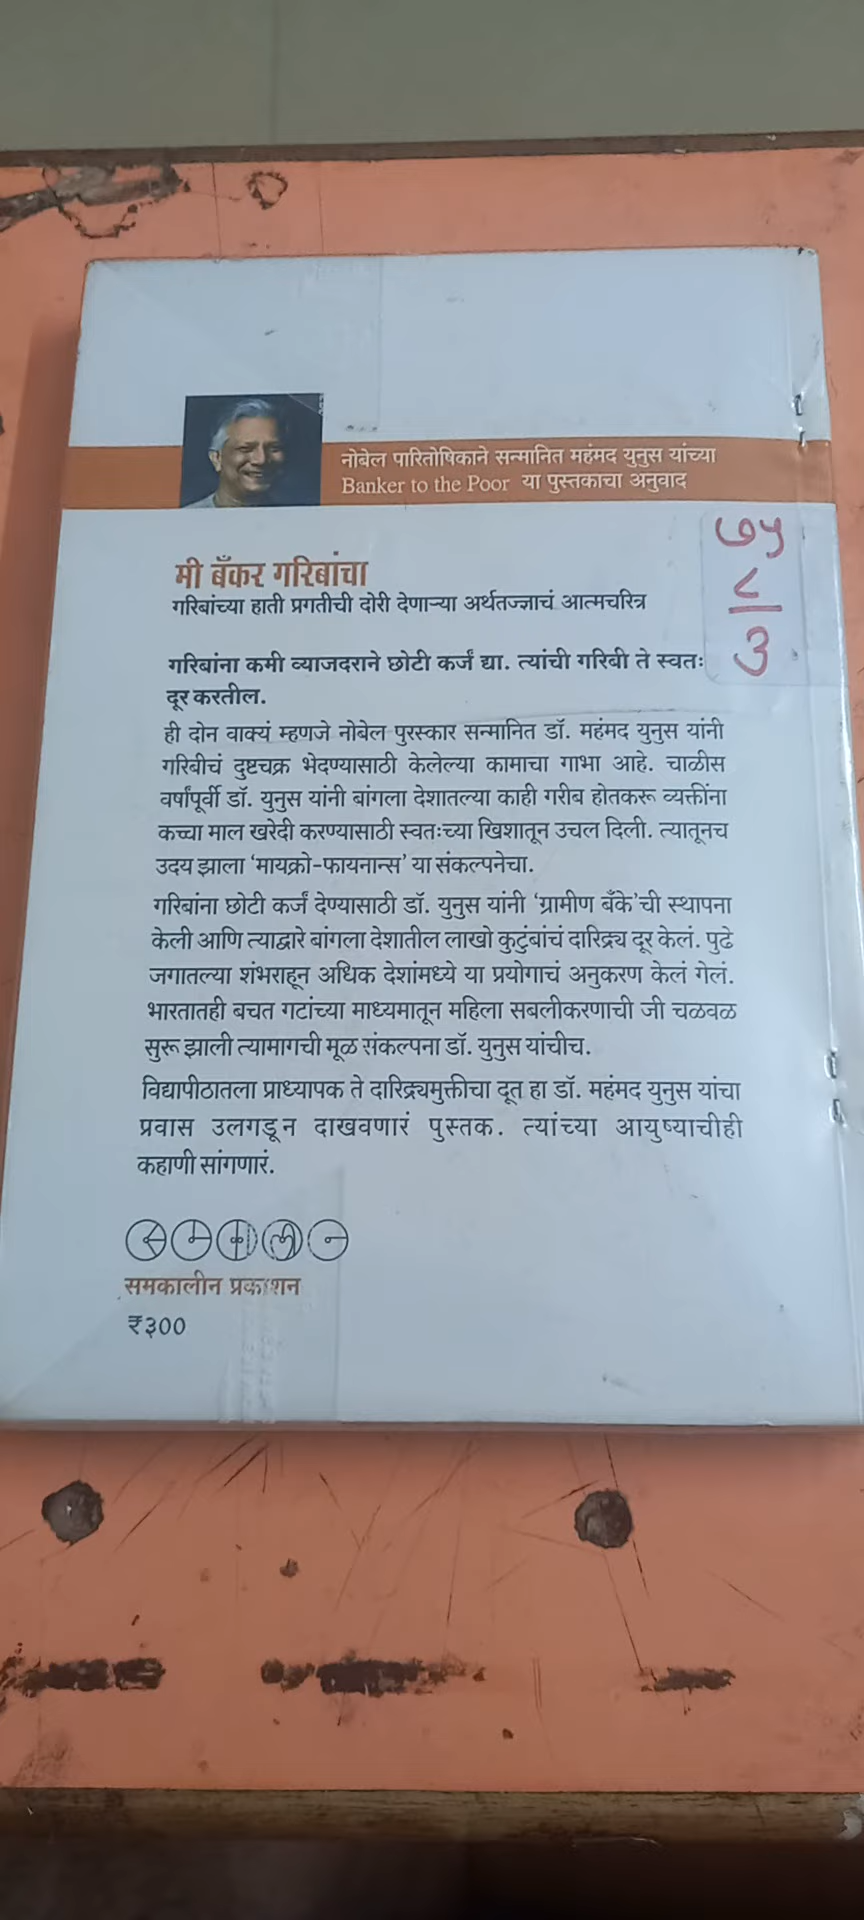 नोबेल पारितोषिकाने सन्मानित महंमद युनुस यांच्या
Banker to the Poor या पुस्तकाचा अनुवाद
७५
८
३
मी बँकर गरिबांचा
गरिबांच्या हाती प्रगतीची दोरी देणाऱ्या अर्थतज्ज्ञाचं आत्मचरित्र
गरिबांना कमी व्याजदराने छोटी कर्जं द्या. त्यांची गरिबी ते स्वतः
दूर करतील.
ही दोन वाक्यं म्हणजे नोबेल पुरस्कार सन्मानित डॉ. महंमद युनुस यांनी
गरिबीचं दुष्टचक्र भेदण्यासाठी केलेल्या कामाचा गाभा आहे. चाळीस
वर्षांपूर्वी डॉ. युनुस यांनी बांगला देशातल्या काही गरीब होतकरू व्यक्तींना
कच्चा माल खरेदी करण्यासाठी स्वतःच्या खिशातून उचल दिली. त्यातूनच
उदय झाला ‘मायक्रो-फायनान्स’ या संकल्पनेचा.
गरिबांना छोटी कर्जं देण्यासाठी डॉ. युनुस यांनी ‘ग्रामीण बँके’ची स्थापना
केली आणि त्याद्वारे बांगला देशातील लाखो कुटुंबांचं दारिद्र्य दूर केलं. पुढे
जगातल्या शंभराहून अधिक देशांमध्ये या प्रयोगाचं अनुकरण केलं गेलं.
भारतातही बचत गटांच्या माध्यमातून महिला सबलीकरणाची जी चळवळ
सुरू झाली त्यामागची मूळ संकल्पना डॉ. युनुस यांचीच.
विद्यापीठातला प्राध्यापक ते दारिद्र्यमुक्तीचा दूत हा डॉ. महंमद युनुस यांचा
प्रवास उलगडून दाखवणारं पुस्तक. त्यांच्या आयुष्याचीही
कहाणी सांगणारं.
समकालीन प्रकाशन
₹३००